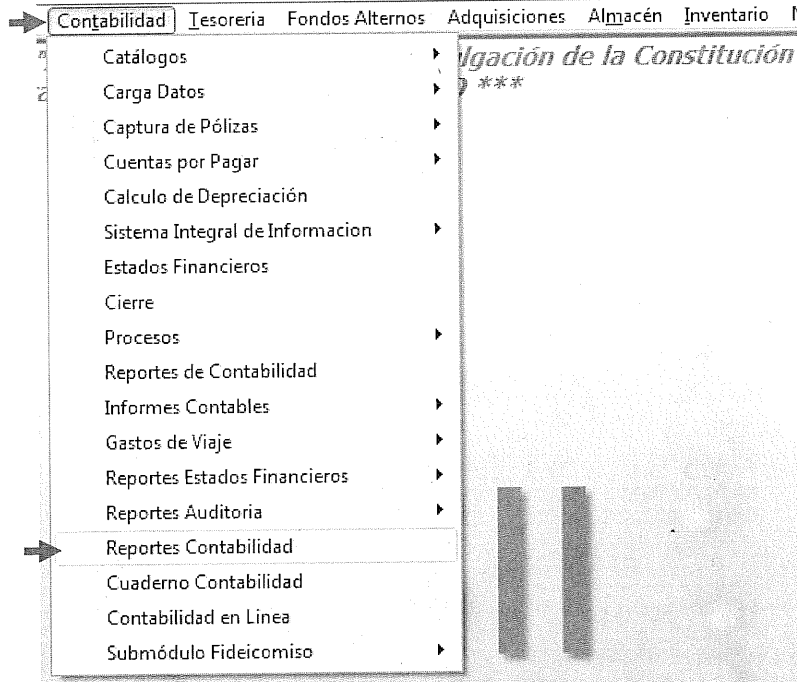 Contabilidad Tesoreria Fondos Alternos Adquisiciones Almacén Inventario
lgación de la Constitución
***
Catálogos
Carga Datos
Captura de Pólizas
Cuentas por Pagar
Calculo de Depreciación
Sistema Integral de Informacion
Estados Financieros
Cierre
Procesos
Reportes de Contabilidad
Informes Contables
Gastos de Viaje
Reportes Estados Financieros
Reportes Auditoria
Reportes Contabilidad
Cuaderno Contabilidad
Contabilidad en Linea
Submódulo Fideicomiso